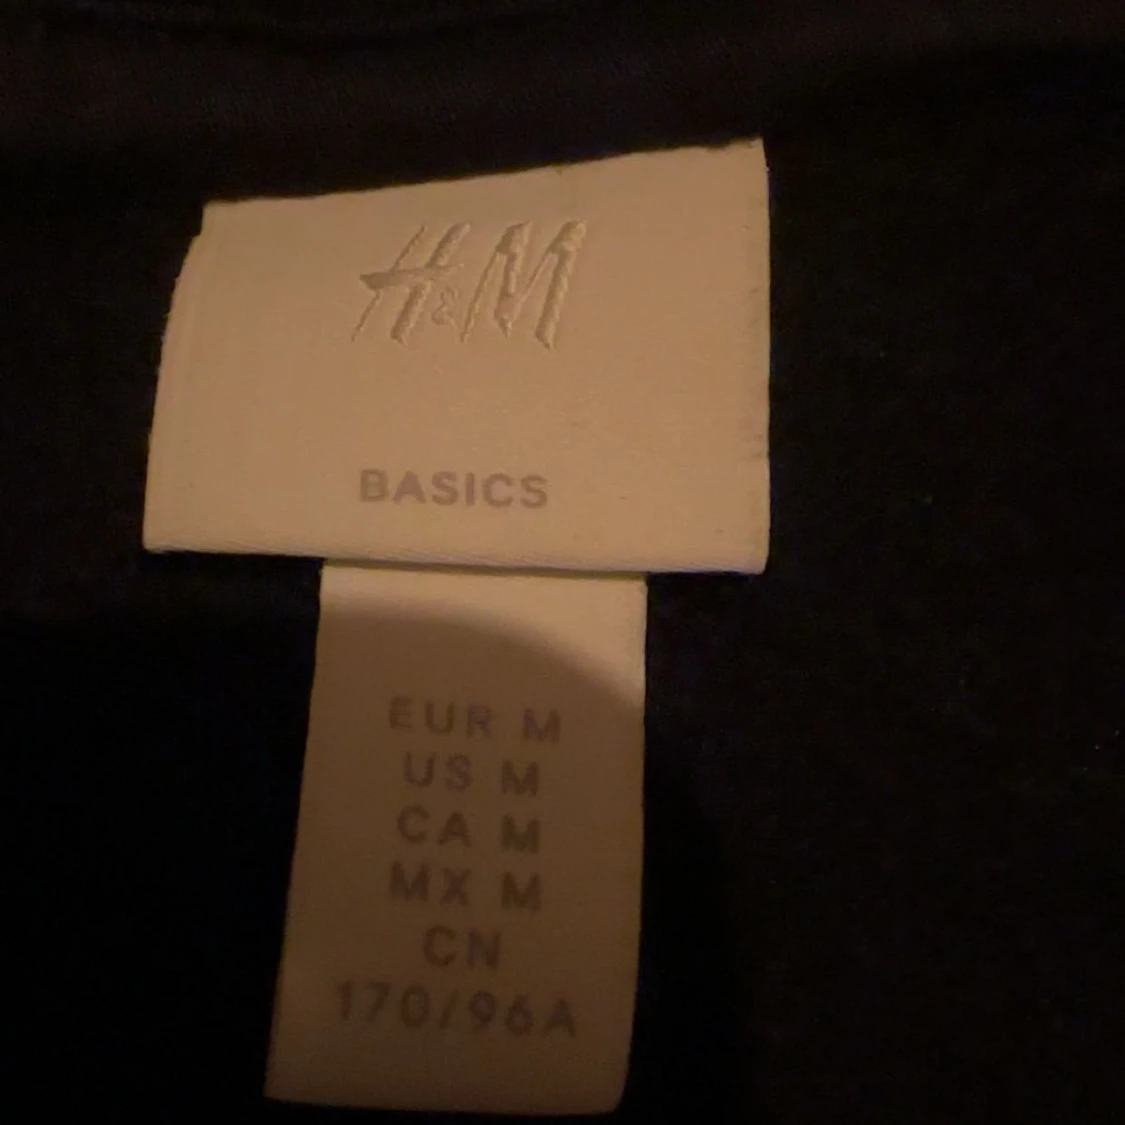 H&M
BASICS
EUR M
US M
CA M
MX M
CN
170/96A